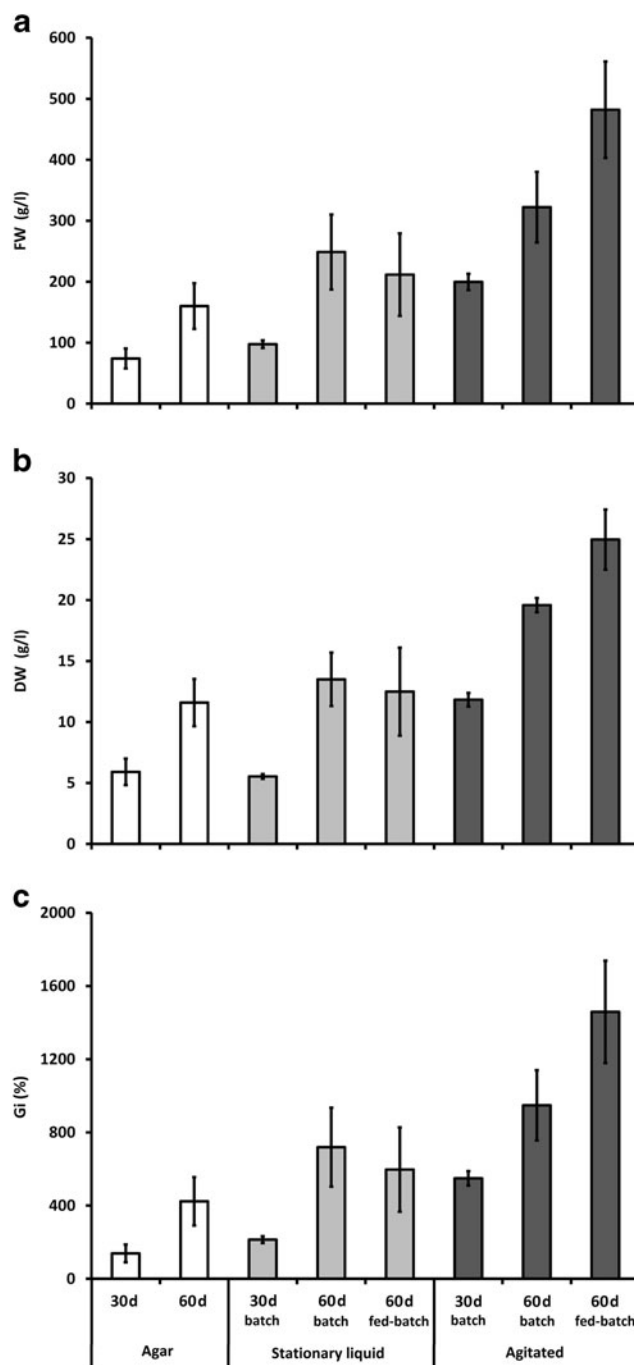 a
600
500
400
300
200
100
0
FW (g/l)
b
30
25
20
15
10
5
0
DW (g/l)
c
2000
1600
1200
800
400
0
Gi (%)
30d 60d 30d 60d 60d 30d 60d 60d
batch batch fed-batch batch batch fed-batch
Agar Stationary liquid Agitated